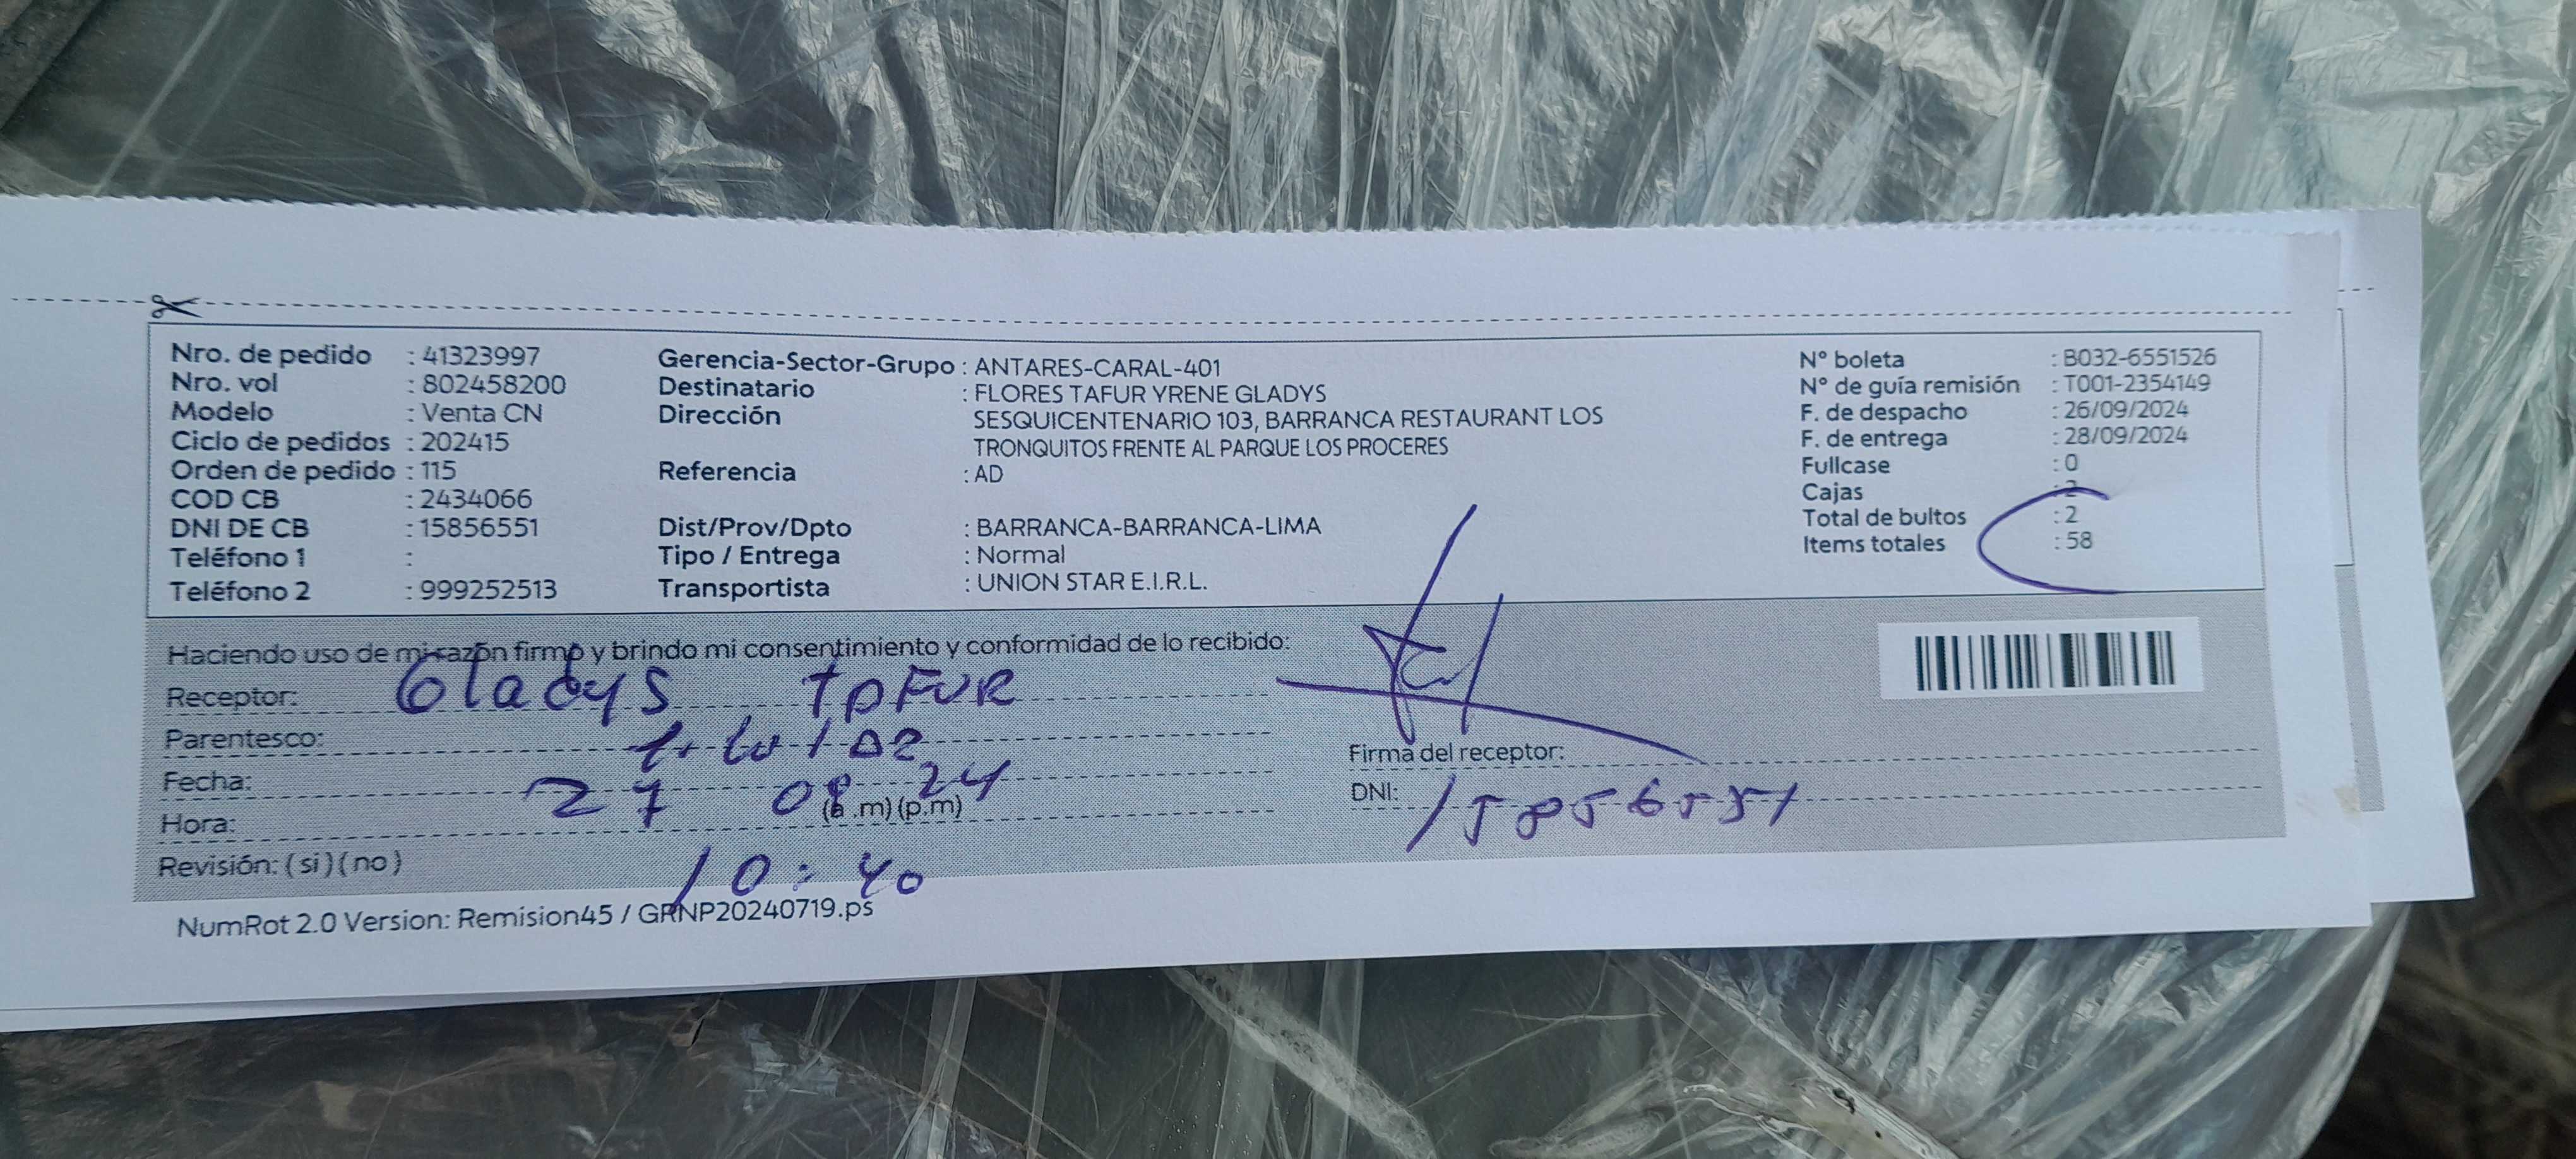 Nro. de pedido : 41323997
Nro. vol : 802458200
Modelo : Venta CN
Ciclo de pedidos : 202415
Orden de pedido : 115
COD CB : 2434066
DNI DE CB : 15856551
Teléfono 1 :
Teléfono 2 : 999252513
Gerencia-Sector-Grupo : ANTARES-CARAL-401
Destinatario : FLORES TAFUR YRENE GLADYS
Dirección SESQUICENTENARIO 103, BARRANCA RESTAURANT LOS
TRONQUITOS FRENTE AL PARQUE LOS PROCERES
Referencia : AD
Dist/Prov/Dpto : BARRANCA-BARRANCA-LIMA
Tipo / Entrega : Normal
Transportista : UNION STAR E.I.R.L.
N° boleta : B032-6551526
N° de guía remisión : T001-2354149
F. de despacho : 26/09/2024
F. de entrega : 28/09/2024
Fullcase : 0
Cajas : 2
Total de bultos : 2
Items totales : 58
Haciendo uso de mi razón firmo y brindo mi consentimiento y conformidad de lo recibido:
Receptor: Gladys TAFUR
Parentesco:
Fecha: 27 24
Hora: (a .m) (p.m)
10:40
Revisión: ( si ) ( no )
Firma del receptor:
DNI: 15856551
NumRot 2.0 Version: Remision45 / GRNP20240719.ps